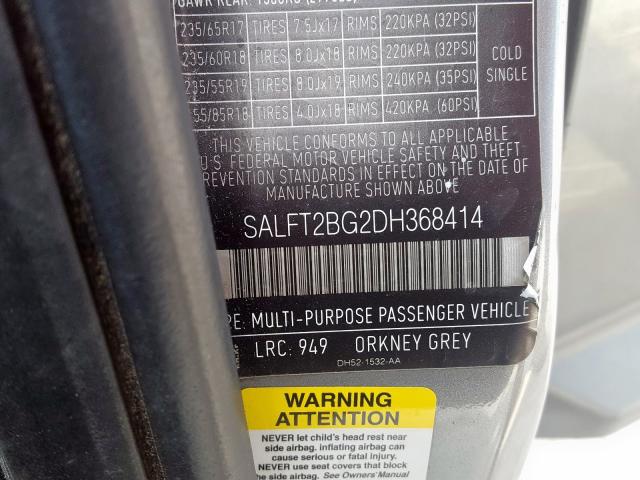 235/65R17 TIRES 7.5Jx17 RIMS 220KPA (32PSI)
235/60R18 TIRES 8.0Jx18 RIMS 220KPA (32PSI)
235/55R19 TIRES 8.0Jx19 RIMS 240KPA (35PSI)
55/85R18 TIRES 4.0Jx18 RIMS 420KPA (60PSI)
COLD
SINGLE
THIS VEHICLE CONFORMS TO ALL APPLICABLE
U.S. FEDERAL MOTOR VEHICLE SAFETY AND THEFT
REVENTION STANDARDS IN EFFECT ON THE DATE
OF MANUFACTURE SHOWN ABOVE
SALFT2BG2DH368414
PE: MULTI-PURPOSE PASSENGER VEHICLE
LRC: 949 ORKNEY GREY
DH52-1532-AA
WARNING
ATTENTION
NEVER let child's head rest near
side airbag. inflating airbag can
cause serious or fatal injury.
NEVER use seat covers that block
the side airbag. See Owners' Manual